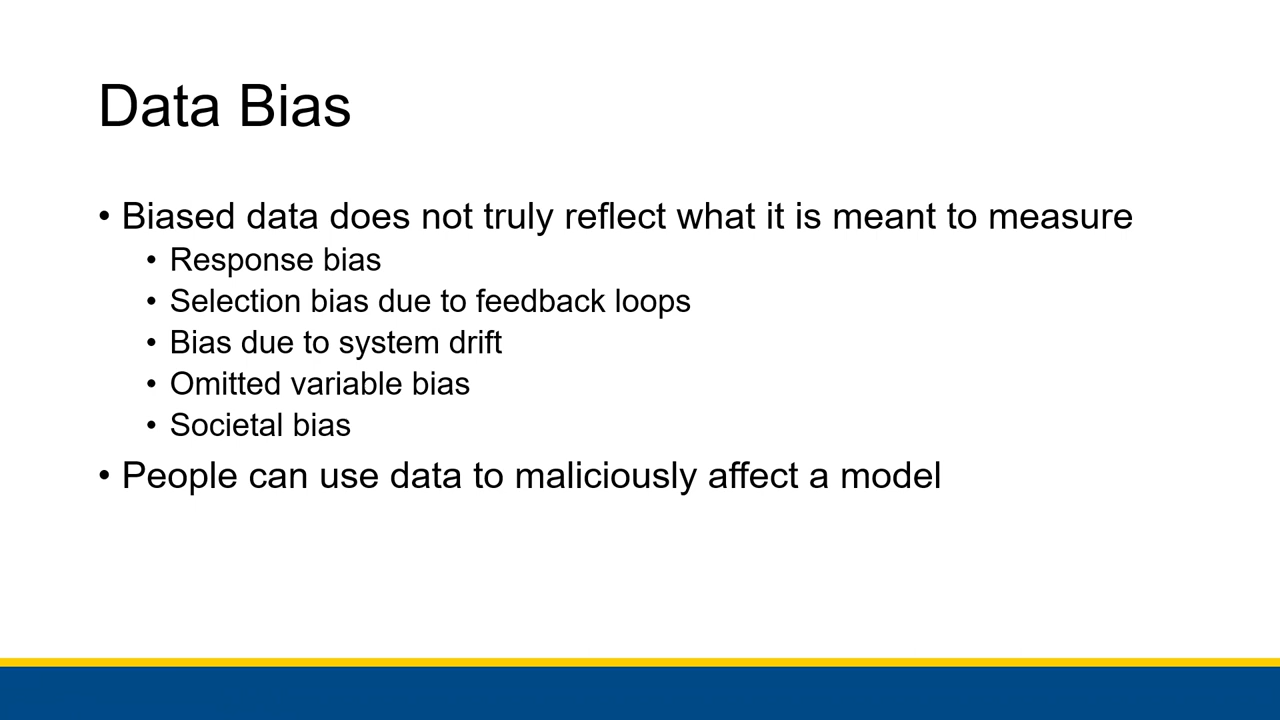 Data Bias
• Biased data does not truly reflect what it is meant to measure
• Response bias
• Selection bias due to feedback loops
• Bias due to system drift
• Omitted variable bias
• Societal bias
• People can use data to maliciously affect a model